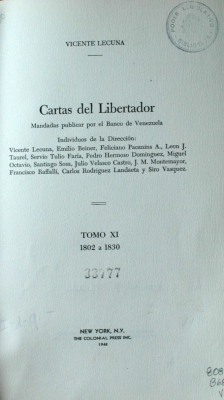 VICENTE LECUNA
Cartas del Libertador
Mandadas publicar por el Banco de Venezuela
Individuos de la Dirección:
Vicente Lecuna, Emilio Beiner, Feliciano Pacanins A., Leon J.
Taurel, Servio Tulio Faría, Pedro Hermoso Domínguez, Miguel
Octavio, Santiago Sosa, Julio Velasco Castro, J. M. Montemayor,
Francisco Baffalli, Carlos Rodríguez Landaeta y Siro Vasquez.
TOMO XI
1802 a 1830
33777
NEW YORK, N.Y.
THE COLONIAL PRESS INC.
1948